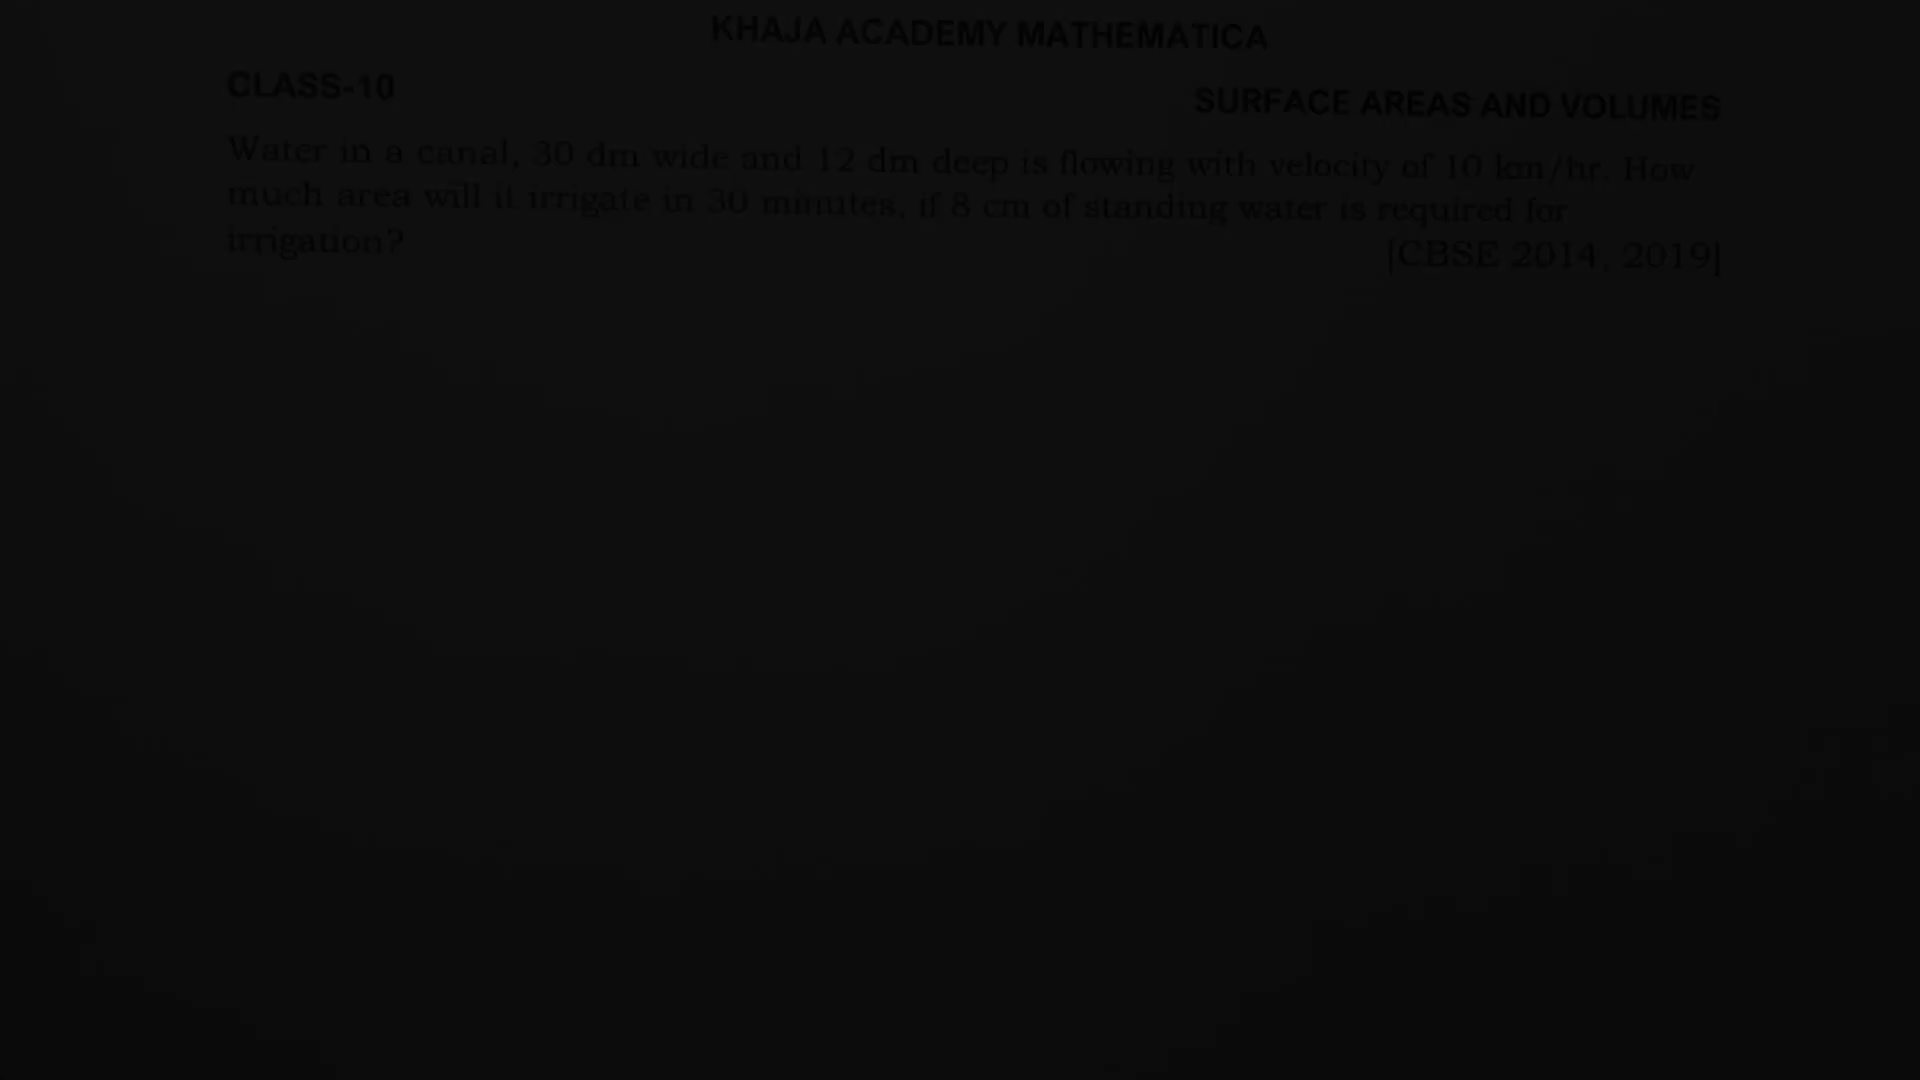 KHAJA ACADEMY MATHEMATICA
CLASS-10
SURFACE AREAS AND VOLUMES
Water in a canal, 30 dm wide and 12 dm deep is flowing with velocity of 10 km/hr. How
much area will it irrigate in 30 minutes, if 8 cm of standing water is required for
irrigation? [CBSE 2014, 2019]